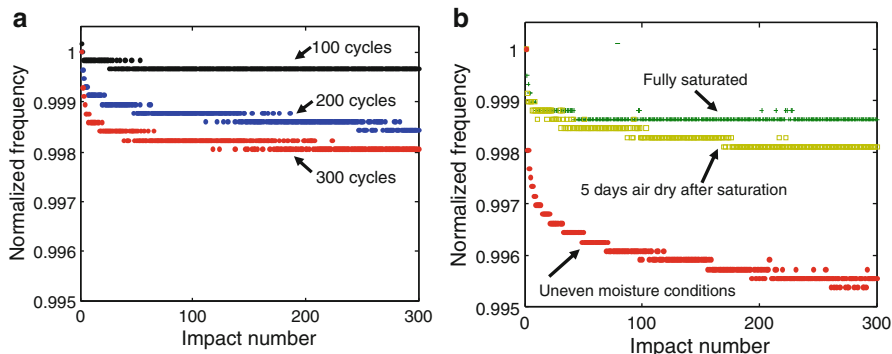 a
Normalized frequency
1
0.999
0.998
0.997
0.996
0.995
100 cycles
200 cycles
300 cycles
0
100
200
300
Impact number
b
Normalized frequency
1
0.999
0.998
0.997
0.996
0.995
Fully saturated
5 days air dry after saturation
Uneven moisture conditions
0
100
200
300
Impact number